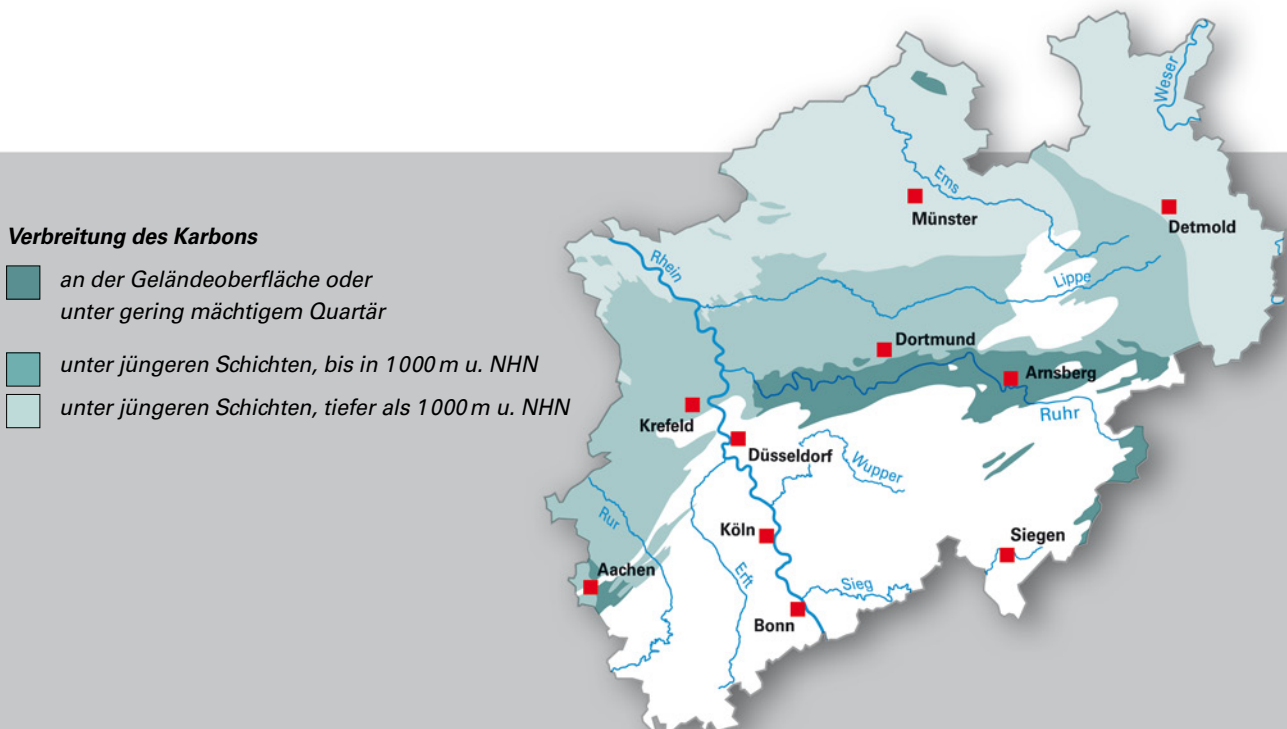 Verbreitung des Karbons
an der Geländeoberfläche oder
unter gering mächtigem Quartär
unter jüngeren Schichten, bis in 1000 m u. NHN
unter jüngeren Schichten, tiefer als 1000 m u. NHN
Weser
Ems
Münster
Detmold
Rhein
Lippe
Dortmund
Arnsberg
Ruhr
Krefeld
Düsseldorf
Wupper
Rur
Köln
Siegen
Aachen
Erft
Sieg
Bonn